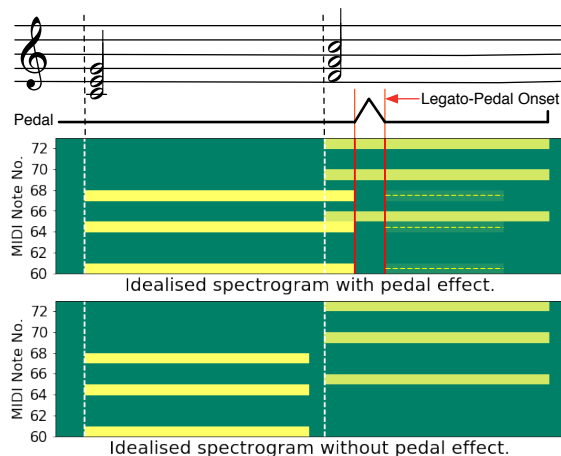 Legato-Pedal Onset
Pedal
MIDI Note No.
72
70
68
66
64
62
60
Idealised spectrogram with pedal effect.
MIDI Note No.
72
70
68
66
64
62
60
Idealised spectrogram without pedal effect.